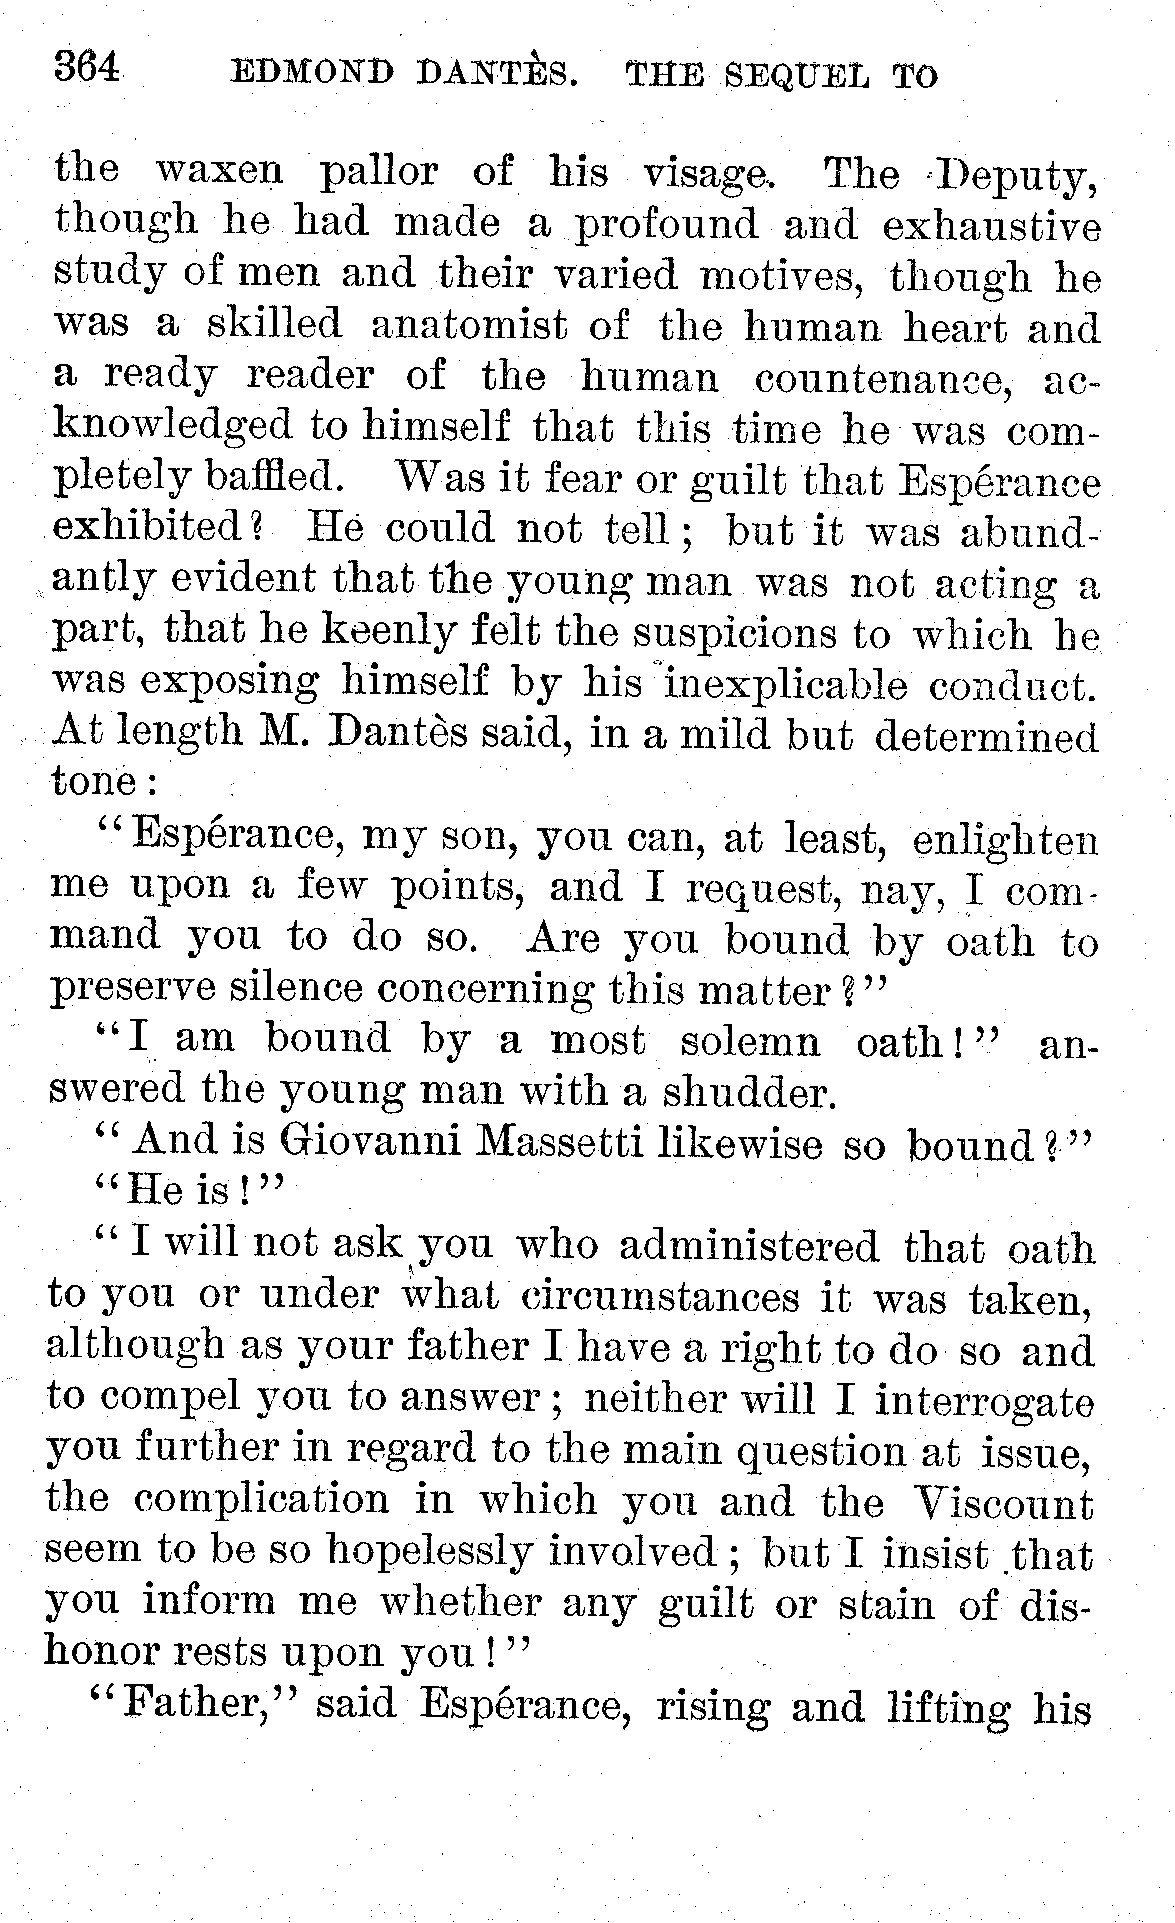 364 EDMOND DANTÈS. THE SEQUEL TO
the waxen pallor of his visage. The Deputy,
though he had made a profound and exhaustive
study of men and their varied motives, though he
was a skilled anatomist of the human heart and
a ready reader of the human countenance, ac-
knowledged to himself that this time he was com-
pletely baffled. Was it fear or guilt that Espérance
exhibited? He could not tell; but it was abund-
antly evident that the young man was not acting a
part, that he keenly felt the suspicions to which he
was exposing himself by his inexplicable conduct.
At length M. Dantès said, in a mild but determined
tone:
"Espérance, my son, you can, at least, enlighten
me upon a few points, and I request, nay, I com-
mand you to do so. Are you bound by oath to
preserve silence concerning this matter?"
"I am bound by a most solemn oath!" an-
swered the young man with a shudder.
"And is Giovanni Massetti likewise so bound?"
"He is!"
"I will not ask you who administered that oath
to you or under what circumstances it was taken,
although as your father I have a right to do so and
to compel you to answer; neither will I interrogate
you further in regard to the main question at issue,
the complication in which you and the Viscount
seem to be so hopelessly involved; but I insist that
you inform me whether any guilt or stain of dis-
honor rests upon you!"
"Father," said Espérance, rising and lifting his